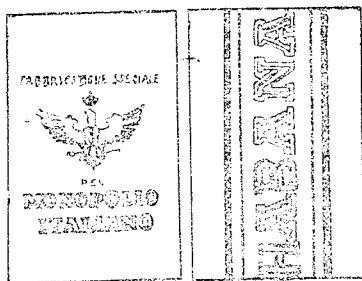 FABBRICAZIONE SPECIALE
DEL
MONOPOLIO
ITALIANO
HABANA